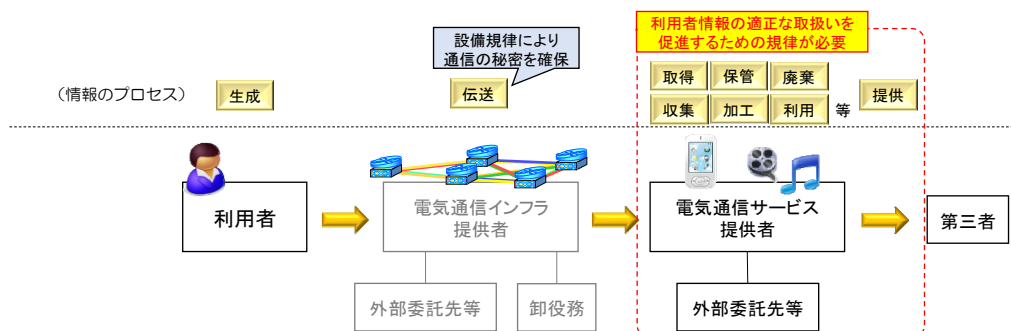 利用者情報の適正な取扱いを
促進するための規律が必要
設備規律により
通信の秘密を確保
（情報のプロセス）
生成
伝送
取得
保管
廃棄
収集
加工
利用
等
提供
利用者
電気通信インフラ
提供者
電気通信サービス
提供者
第三者
外部委託先等
卸役務
外部委託先等